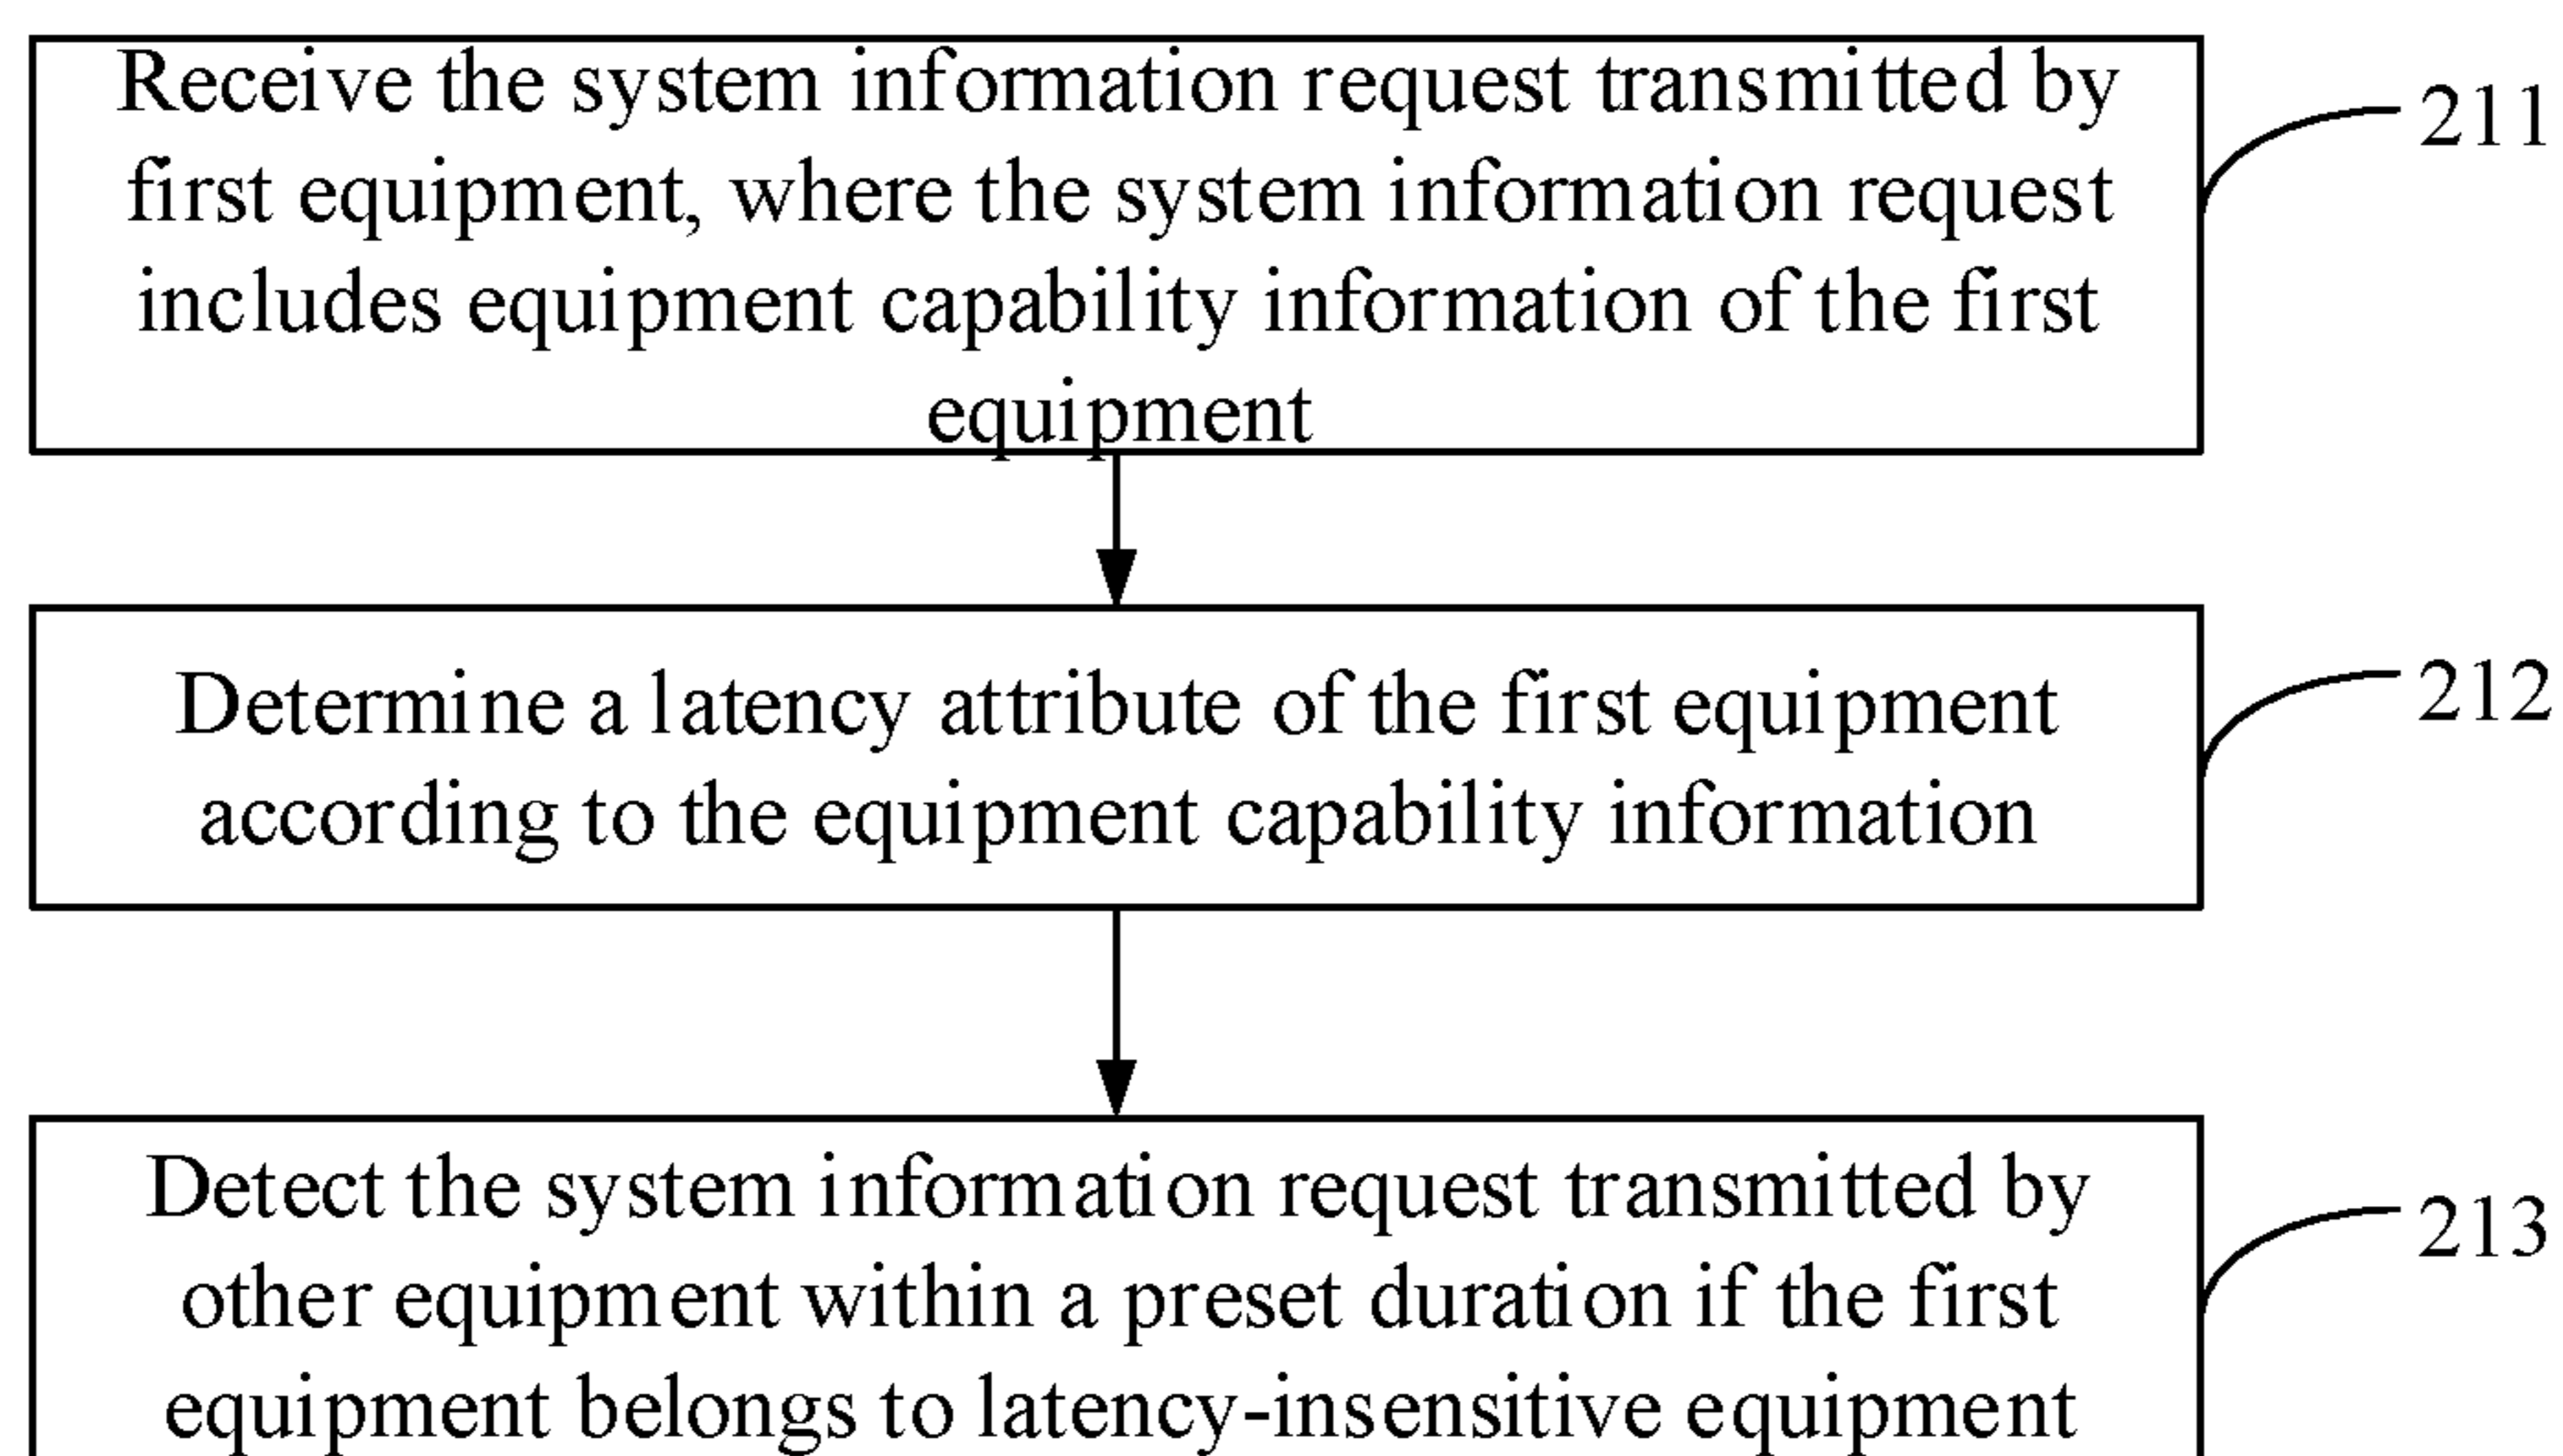 Receive the system information request transmitted by
first equipment, where the system information request
includes equipment capability information of the first
equipment
211
Determine a latency attribute of the first equipment
according to the equipment capability information
212
Detect the system information request transmitted by
other equipment within a preset duration if the first
equipment belongs to latency-insensitive equipment
213